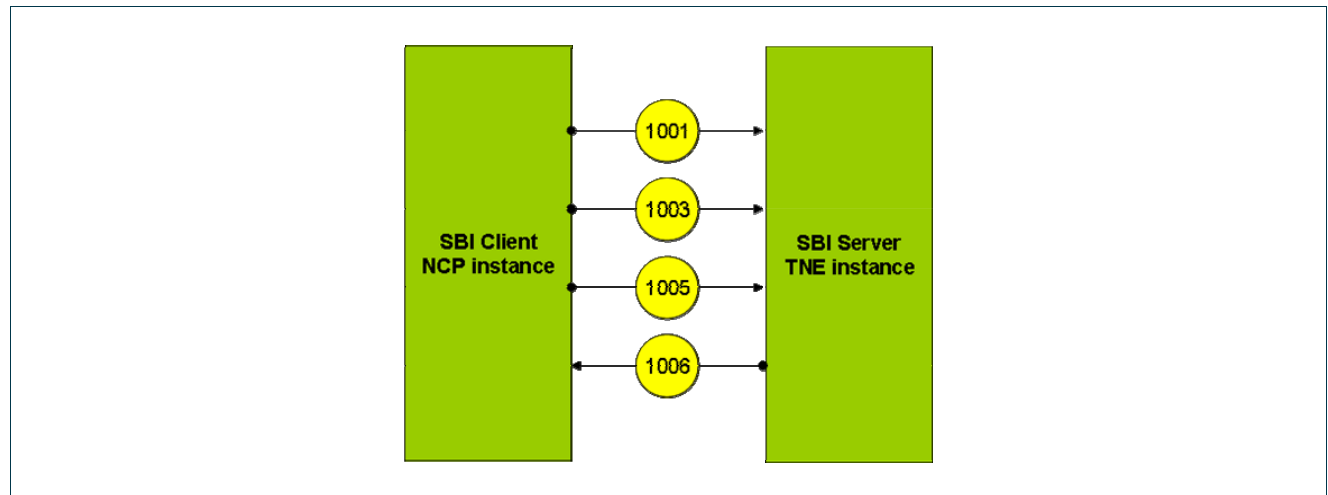 1001
1003
SBI Client
NCP instance
SBI Server
TNE instance
1005
1006